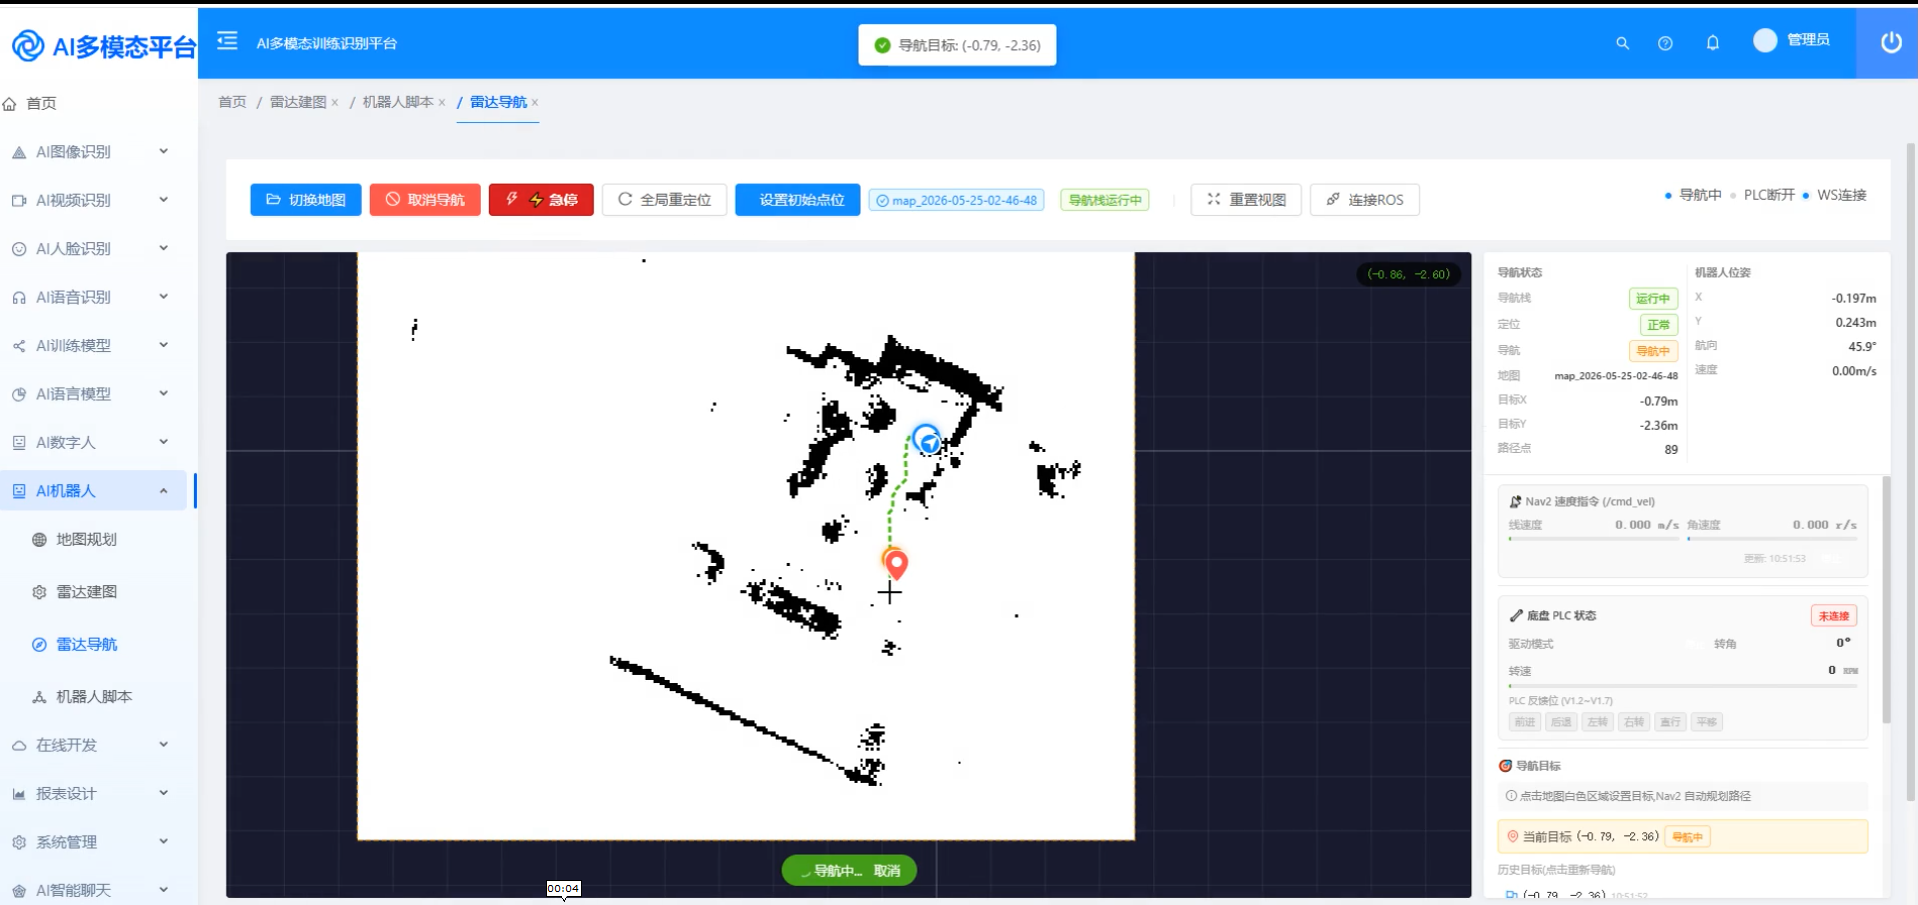 AI多模态平台
AI多模态训练识别平台
导航目标: (-0.79, -2.36)
管理员
首页
AI图像识别
AI视频识别
AI人脸识别
AI语音识别
AI训练模型
AI语言模型
AI数字人
AI机器人
地图规划
雷达建图
雷达导航
机器人脚本
在线开发
报表设计
系统管理
AI智能聊天
首页 / 雷达建图 × / 机器人脚本 × / 雷达导航 ×
切换地图
取消导航
急停
全局重定位
设置初始点位
map_2026-05-25-02-46-48
导航栈运行中
重置视图
连接ROS
导航中
PLC断开
WS连接
(-0.86, -2.60)
导航中... 取消
00:04
导航状态
导航栈 运行中
定位 正常
导航 导航中
地图 map_2026-05-25-02-46-48
目标X -0.79m
目标Y -2.36m
路径点 89
机器人位姿
X -0.197m
Y 0.243m
航向 45.9°
速度 0.00m/s
Nav2 速度指令 (/cmd_vel)
线速度 0.000 m/s 角速度 0.000 r/s
更新: 10:51:53
底盘 PLC 状态 未连接
驱动模式 转角 0°
转速 0 RPM
PLC 反馈位 (V1.2~V1.7)
前进 后退 左转 右转 直行 平移
导航目标
点击地图白色区域设置目标,Nav2 自动规划路径
当前目标 (-0.79, -2.36) 导航中
历史目标(点击重新导航)
(-0.79, -2.36) 10:51:52